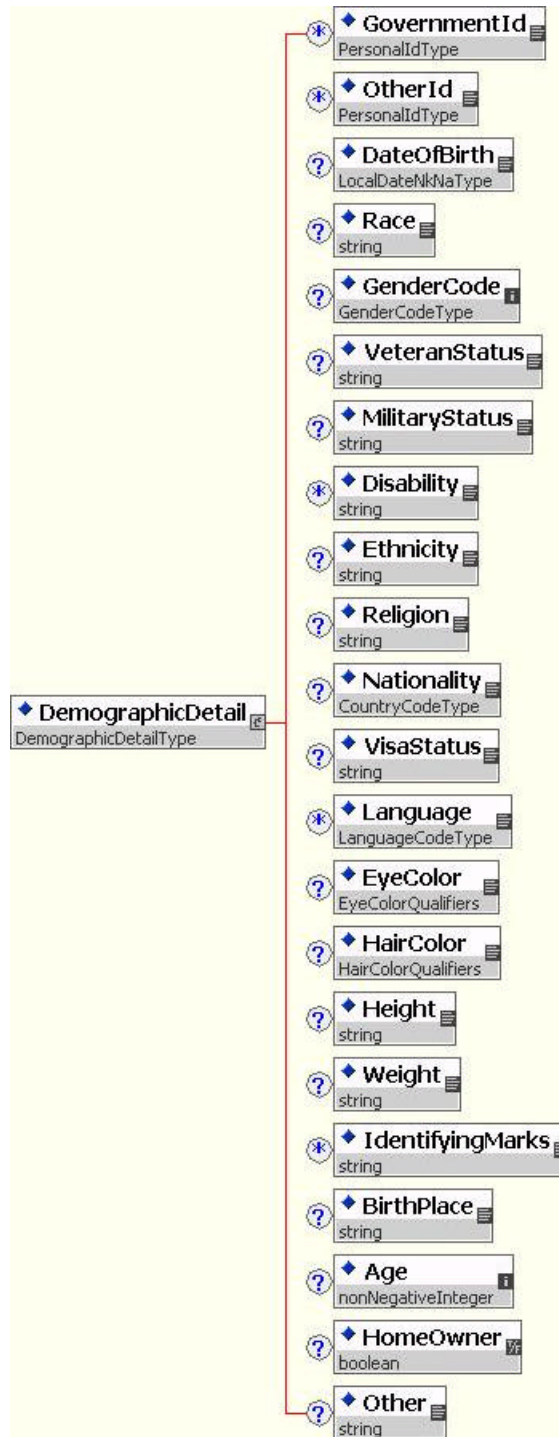 * GovernmentId
PersonalIdType
* OtherId
PersonalIdType
? DateOfBirth
LocalDateNkNaType
? Race
string
? GenderCode
GenderCodeType
? VeteranStatus
string
? MilitaryStatus
string
* Disability
string
? Ethnicity
string
? Religion
string
? Nationality
CountryCodeType
DemographicDetail
DemographicDetailType
? VisaStatus
string
* Language
LanguageCodeType
? EyeColor
EyeColorQualifiers
? HairColor
HairColorQualifiers
? Height
string
? Weight
string
* IdentifyingMarks
string
? BirthPlace
string
? Age
nonNegativeInteger
? HomeOwner
boolean
? Other
string